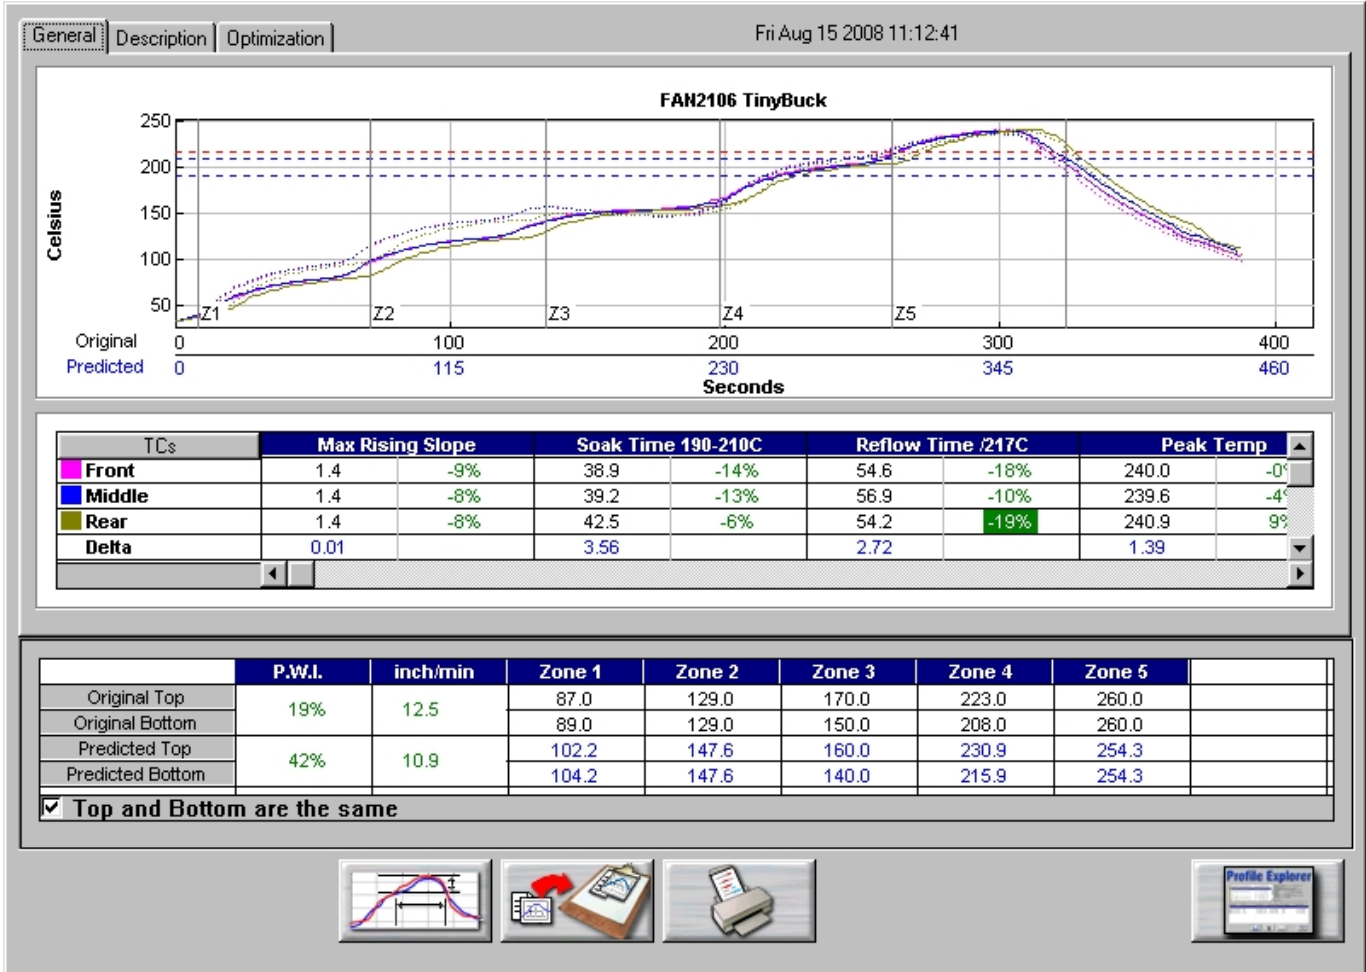 General Description Optimization Fri Aug 15 2008 11:12:41
FAN2106 TinyBuck
250
200
150
100
50
Celsius
Z1 Z2 Z3 Z4 Z5
Original 0 100 200 300 400
Predicted 0 115 230 345 460
Seconds
TCs Max Rising Slope Soak Time 190-210C Reflow Time /217C Peak Temp
Front 1.4 -9% 38.9 -14% 54.6 -18% 240.0 -0
Middle 1.4 -8% 39.2 -13% 56.9 -10% 239.6 -4
Rear 1.4 -8% 42.5 -6% 54.2 -19% 240.9 9
Delta 0.01 3.56 2.72 1.39
P.W.I. inch/min Zone 1 Zone 2 Zone 3 Zone 4 Zone 5
Original Top 19% 12.5 87.0 129.0 170.0 223.0 260.0
Original Bottom 89.0 129.0 150.0 208.0 260.0
Predicted Top 42% 10.9 102.2 147.6 160.0 230.9 254.3
Predicted Bottom 104.2 147.6 140.0 215.9 254.3
Top and Bottom are the same
Profile Explorer